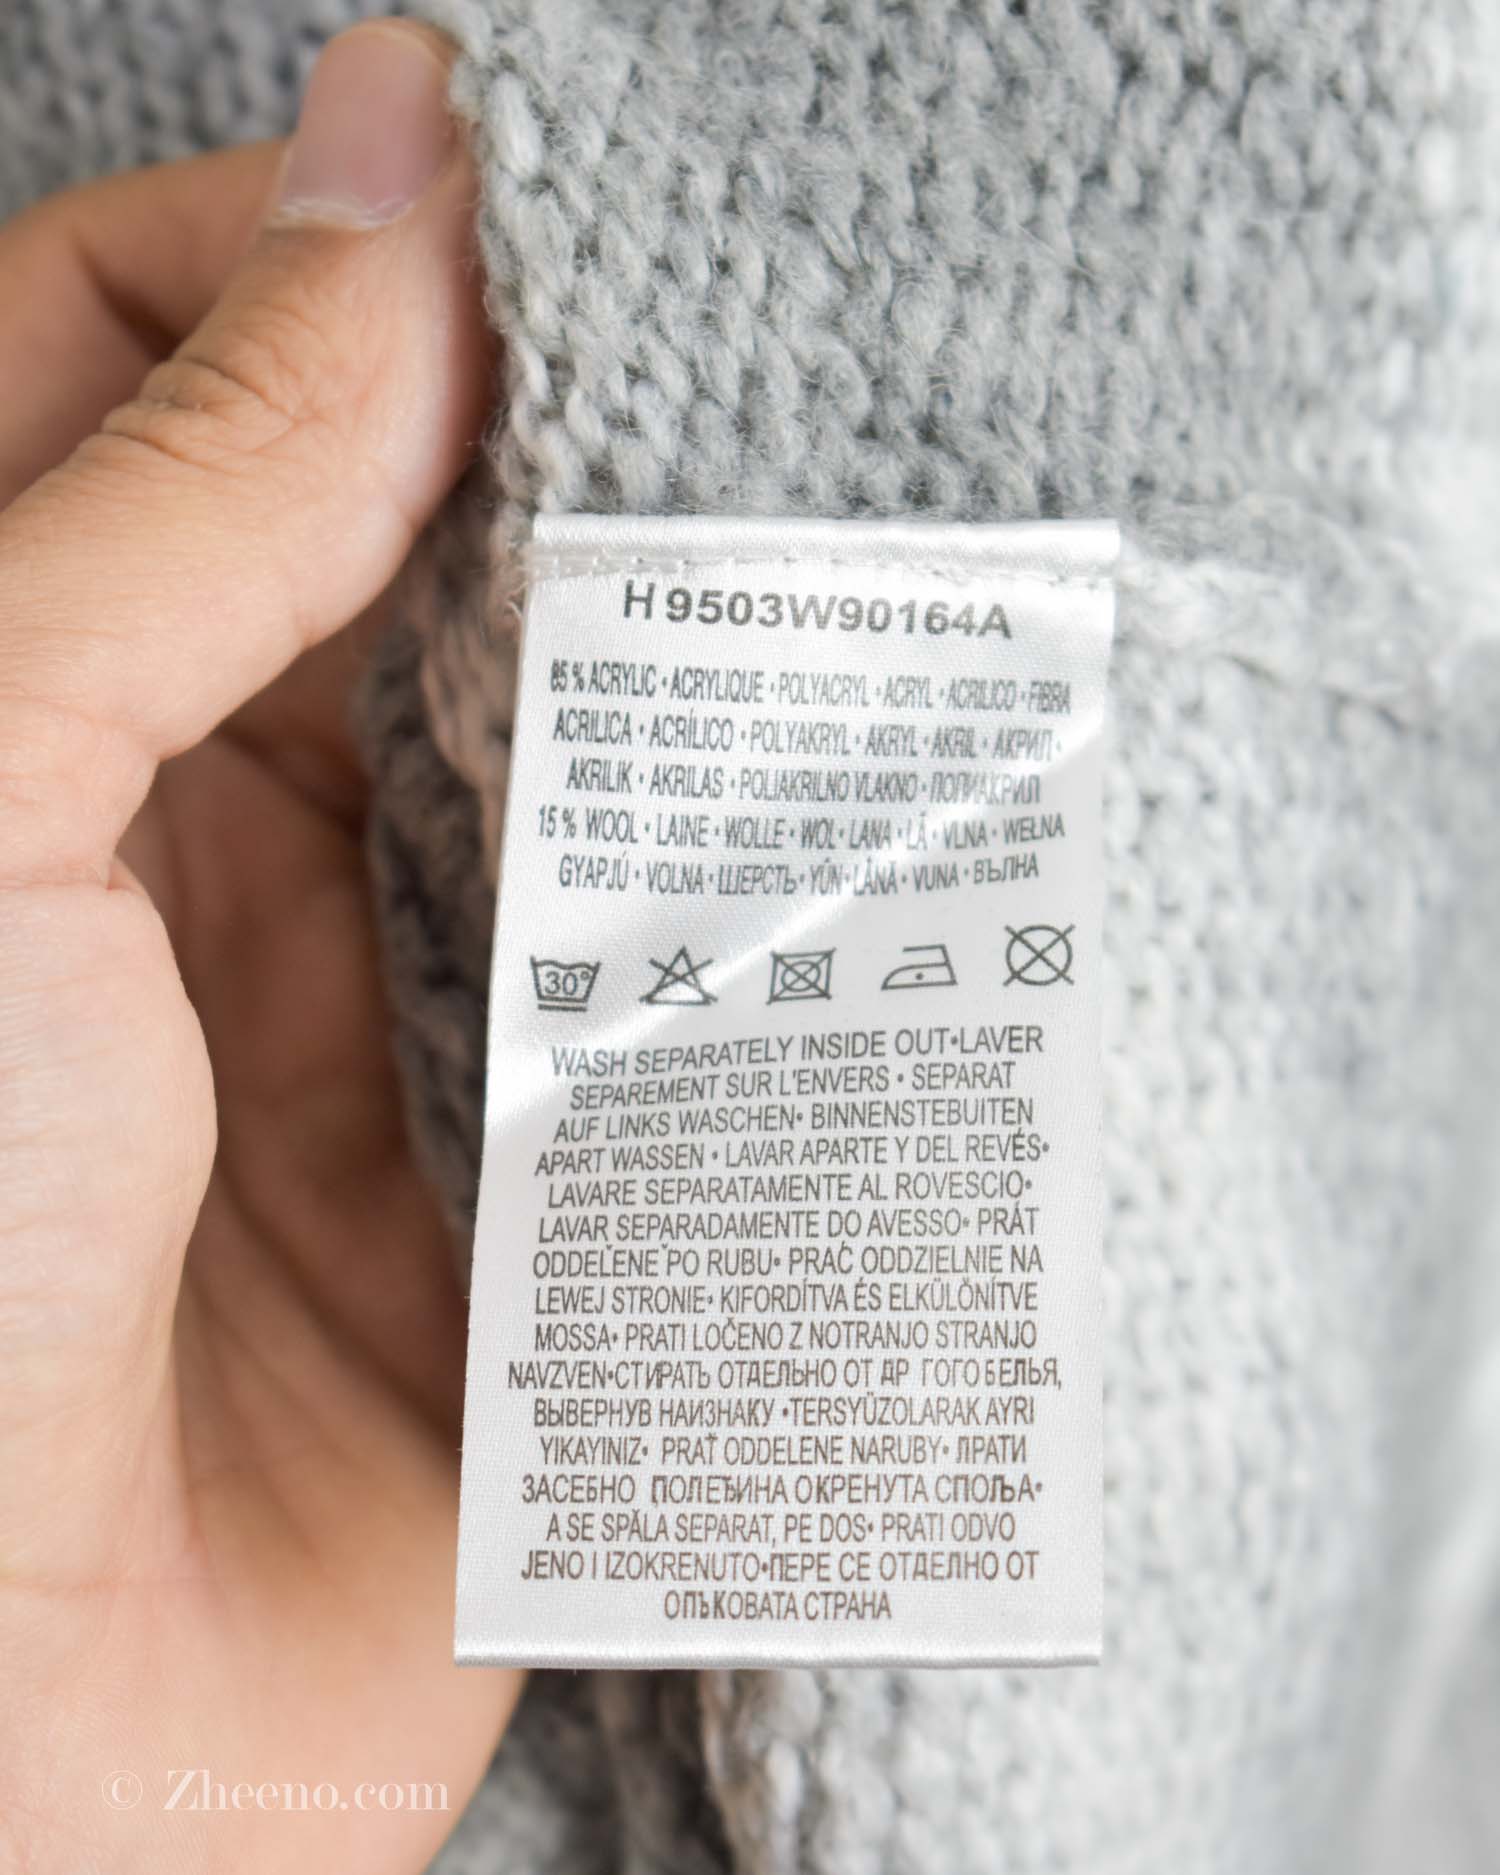 H 9503W90164A
85 % ACRYLIC • ACRYLIQUE • POLYACRYL • ACRYL • ACRILICO • FIBRA
ACRILICA • ACRÍLICO • POLYAKRYL • AKRYL • AKRIL • АКРИЛ •
AKRILIK • AKRILAS • POLIAKRILNO VLAKNO • ПОЛИАКРИЛ
15 % WOOL • LAINE • WOLLE • WOL • LANA • LÃ • VLNA • WEŁNA
GYAPJÚ • VOLNA • ШЕРСТЬ • YÜN • LÂNĂ • VUNA • ВЪЛНА
30°
WASH SEPARATELY INSIDE OUT•LAVER
SEPAREMENT SUR L'ENVERS • SEPARAT
AUF LINKS WASCHEN• BINNENSTEBUITEN
APART WASSEN • LAVAR APARTE Y DEL REVÉS•
LAVARE SEPARATAMENTE AL ROVESCIO•
LAVAR SEPARADAMENTE DO AVESSO• PRÁT
ODDELENE PO RUBU• PRAĆ ODDZIELNIE NA
LEWEJ STRONIE• KIFORDÍTVA ÉS ELKÜLÖNÍTVE
MOSSA• PRATI LOČENO Z NOTRANJO STRANJO
NAVZVEN•СТИРАТЬ ОТДЕЛЬНО ОТ ДР ГОГО БЕЛЬЯ,
ВЫВЕРНУВ НАИЗНАКУ •TERSYÜZOLARAK AYRI
YIKAYINIZ• PRAŤ ODDELENE NARUBY• ПРАТИ
ЗАСЕБНО ПОЛЕЂИНА ОКРЕНУТА СПОЉА•
A SE SPĂLA SEPARAT, PE DOS• PRATI ODVO
JENO I IZOKRENUTO•ПЕРЕ СЕ ОТДЕЛНО ОТ
ОПЪКОВАТА СТРАНА
© Zheeno.com